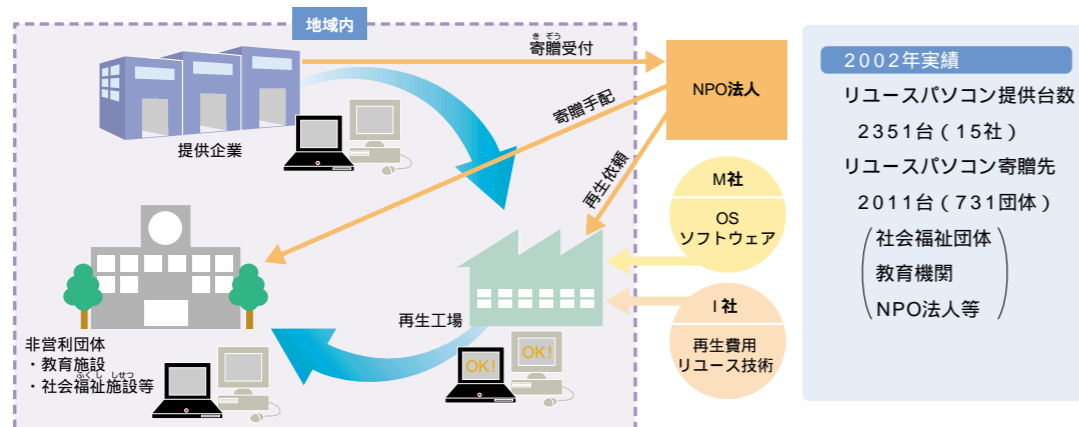 地域内
きぞう
寄贈受付
提供企業
寄贈手配
再生依頼
NPO法人
M社
OS
ソフトウェア
I社
再生費用
リユース技術
再生工場
OK!
OK!
非営利団体
・教育施設
ふくし しせつ
・社会福祉施設等
2002年実績
リユースパソコン提供台数
2351台(15社)
リユースパソコン寄贈先
2011台(731団体)
(社会福祉団体
教育機関
NPO法人等)